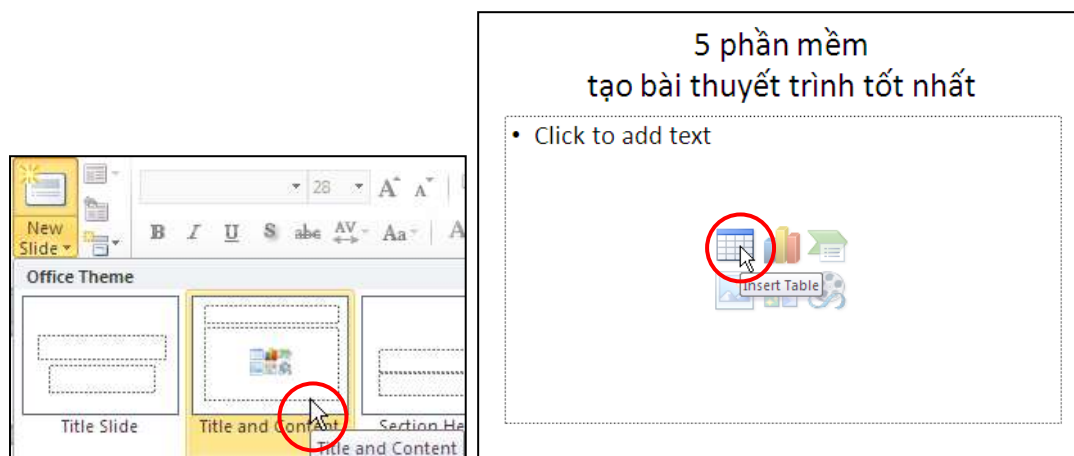 New
Slide
28
A A
B I U S abc AV Aa A
Office Theme
Title Slide
Title and Content
Section He
Title and Content
5 phần mềm
tạo bài thuyết trình tốt nhất
• Click to add text
Insert Table